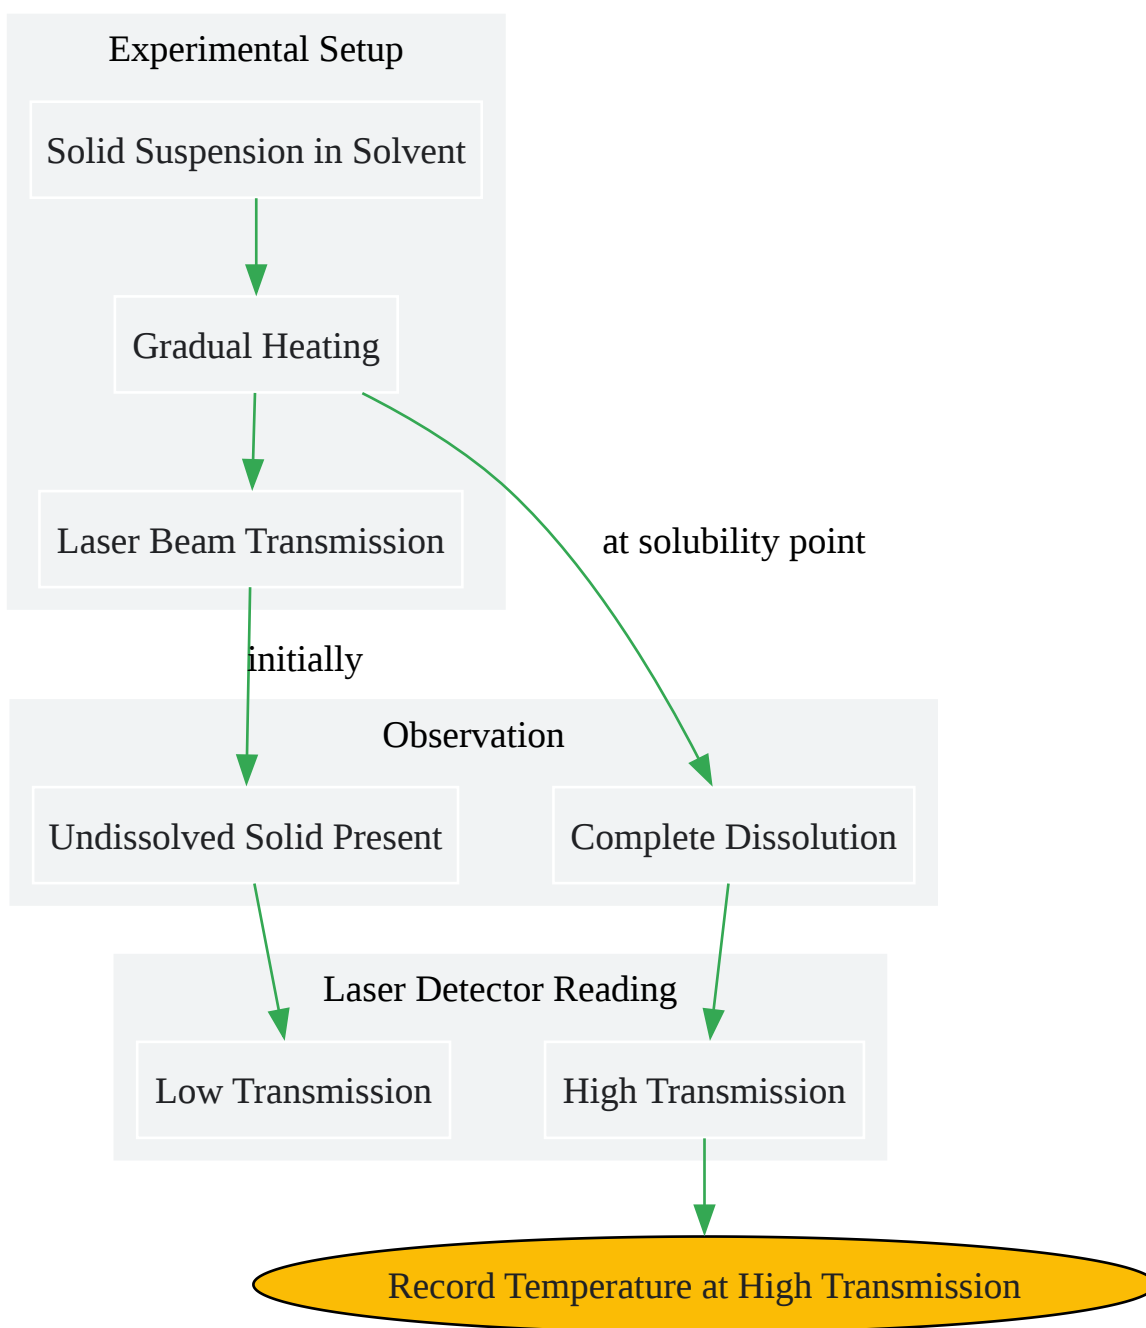 Experimental Setup
Solid Suspension in Solvent
Gradual Heating
Laser Beam Transmission
at solubility point
initially
Observation
Undissolved Solid Present
Complete Dissolution
Laser Detector Reading
Low Transmission
High Transmission
Record Temperature at High Transmission